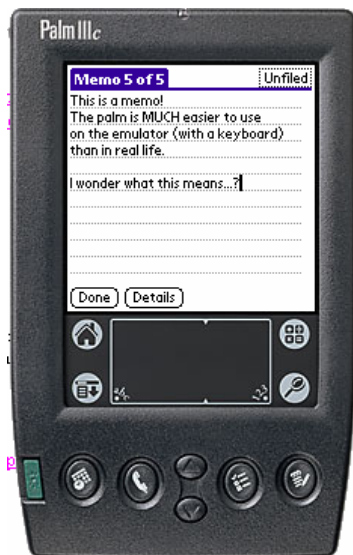 Palm IIIc
Memo 5 of 5
Unfiled
This is a memo!
The palm is MUCH easier to use
on the emulator (with a keyboard)
than in real life.
I wonder what this means...?
Done
Details